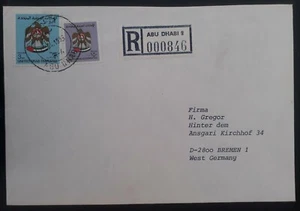 R
ABU DHABI 8
000846
Firma
H. Gregor
Hinter dem
Ansgari Kirchhof 34
D-2800 BREMEN 1
West Germany